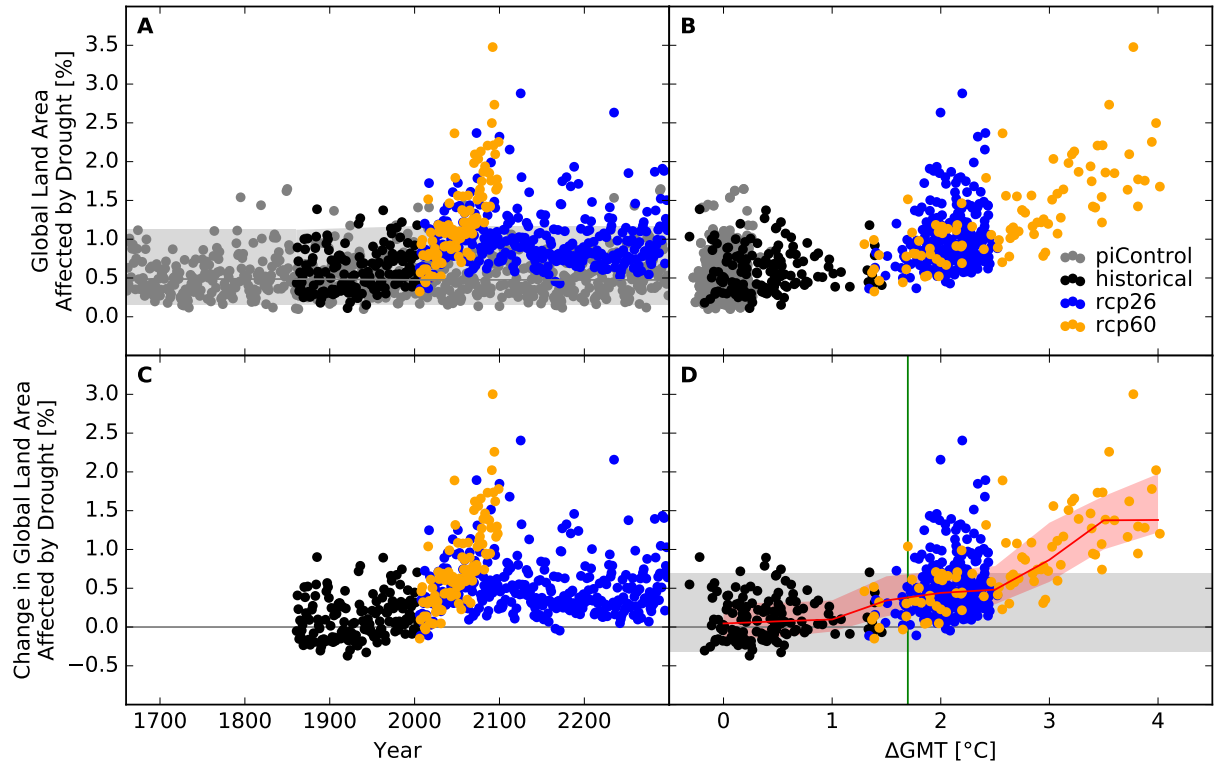 A
B
Global Land Area
Affected by Drought [%]
3.5
3.0
2.5
2.0
1.5
1.0
0.5
0.0
piControl
historical
rcp26
rcp60
C
D
Change in Global Land Area
Affected by Drought [%]
3.0
2.5
2.0
1.5
1.0
0.5
0.0
−0.5
1700 1800 1900 2000 2100 2200
0 1 2 3 4
Year
ΔGMT [°C]